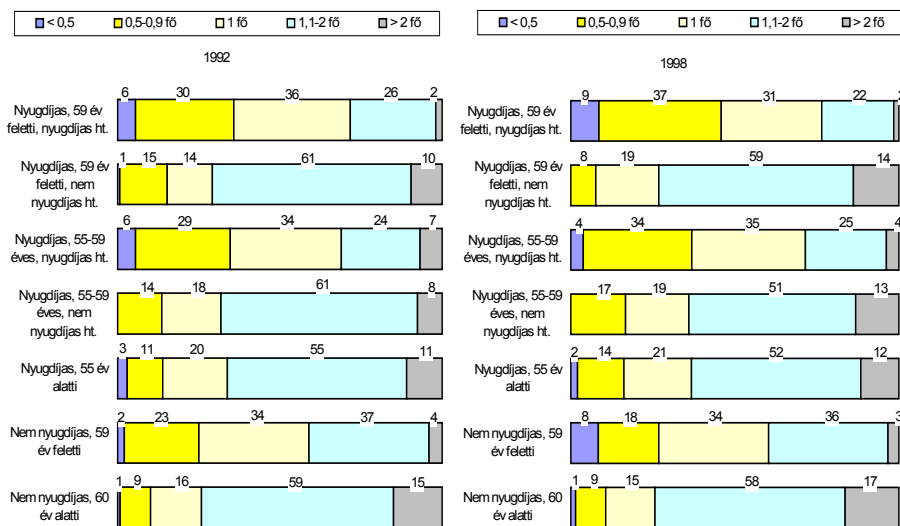 < 0,5 0,5-0,9 fő 1 fő 1,1-2 fő > 2 fő
1992
6 30 36 26 2
Nyugdíjas, 59 év
feletti, nyugdíjas ht.
1 15 14 61 10
Nyugdíjas, 59 év
feletti, nem
nyugdíjas ht.
6 29 34 24 7
Nyugdíjas, 55-59
éves, nyugdíjas ht.
14 18 61 8
Nyugdíjas, 55-59
éves, nem
nyugdíjas ht.
3 11 20 55 11
Nyugdíjas, 55 év
alatti
2 23 34 37 4
Nem nyugdíjas, 59
év feletti
1 9 16 59 15
Nem nyugdíjas, 60
év alatti
< 0,5 0,5-0,9 fő 1 fő 1,1-2 fő > 2 fő
1998
9 37 31 22
Nyugdíjas, 59 év
feletti, nyugdíjas ht.
8 19 59 14
Nyugdíjas, 59 év
feletti, nem
nyugdíjas ht.
4 34 35 25 4
Nyugdíjas, 55-59
éves, nyugdíjas ht.
17 19 51 13
Nyugdíjas, 55-59
éves, nem
nyugdíjas ht.
2 14 21 52 12
Nyugdíjas, 55 év
alatti
8 18 34 36 3
Nem nyugdíjas, 59
év feletti
1 9 15 58 17
Nem nyugdíjas, 60
év alatti